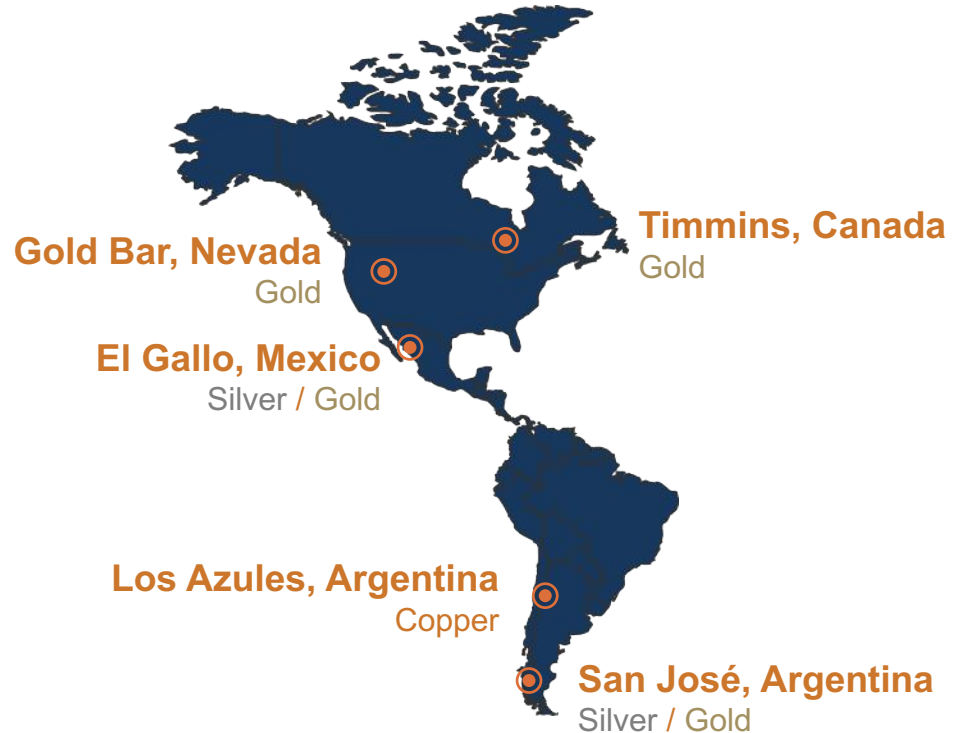 Timmins, Canada
Gold
Gold Bar, Nevada
Gold
El Gallo, Mexico
Silver / Gold
Los Azules, Argentina
Copper
San José, Argentina
Silver / Gold